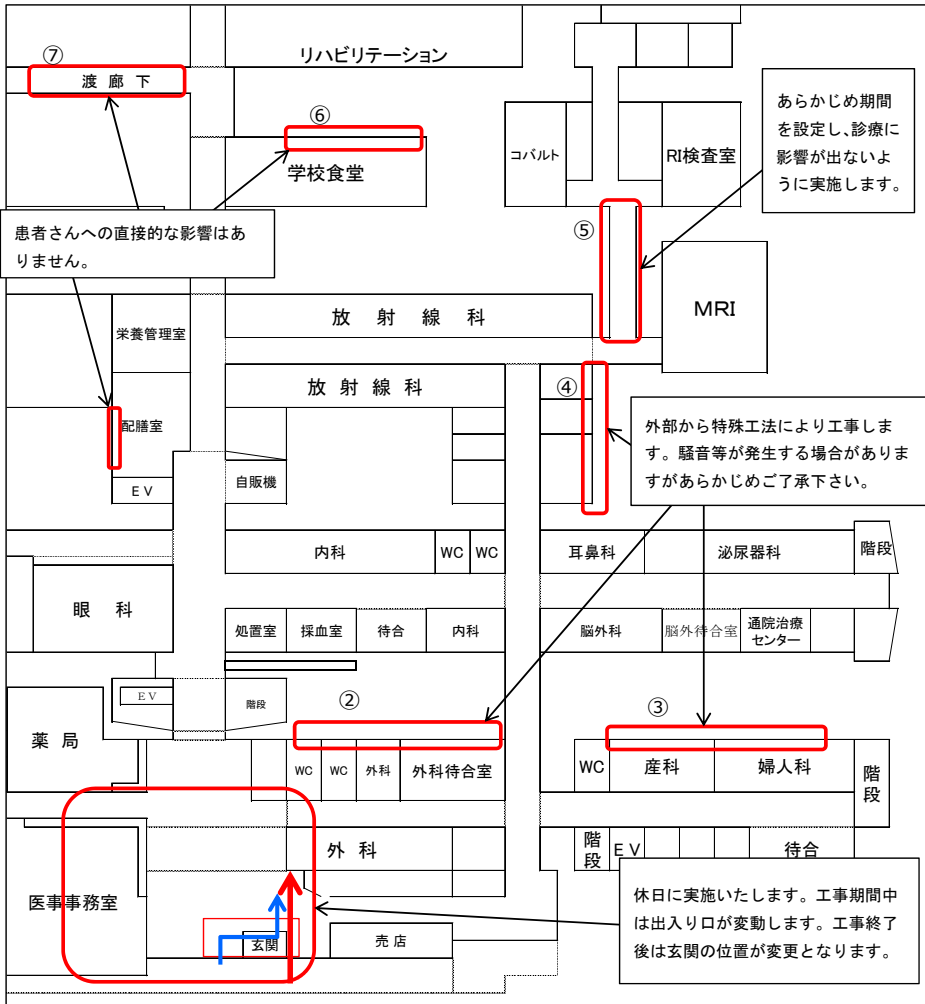 リハビリテーション
⑦
渡 廊 下
⑥
学校食堂
コバルト
RI検査室
あらかじめ期間
を設定し、診療に
影響が出ないよ
うに実施します。
患者さんへの直接的な影響はあ
りません。
⑤
MRI
栄養管理室
放 射 線 科
放 射 線 科
④
配膳室
EV
自販機
外部から特殊工法により工事しま
す。騒音等が発生する場合がありま
すがあらかじめご了承下さい。
内科
WC
WC
耳鼻科
泌尿器科
階段
眼 科
処置室
採血室
待合
内科
脳外科
脳外待合室
通院治療
センター
EV
階段
②
③
薬 局
WC
WC
外科
外科待合室
WC
産科
婦人科
階段
外 科
階段
EV
待合
医事事務室
玄関
売 店
休日に実施いたします。工事期間中
は出入り口が変動します。工事終了
後は玄関の位置が変更となります。